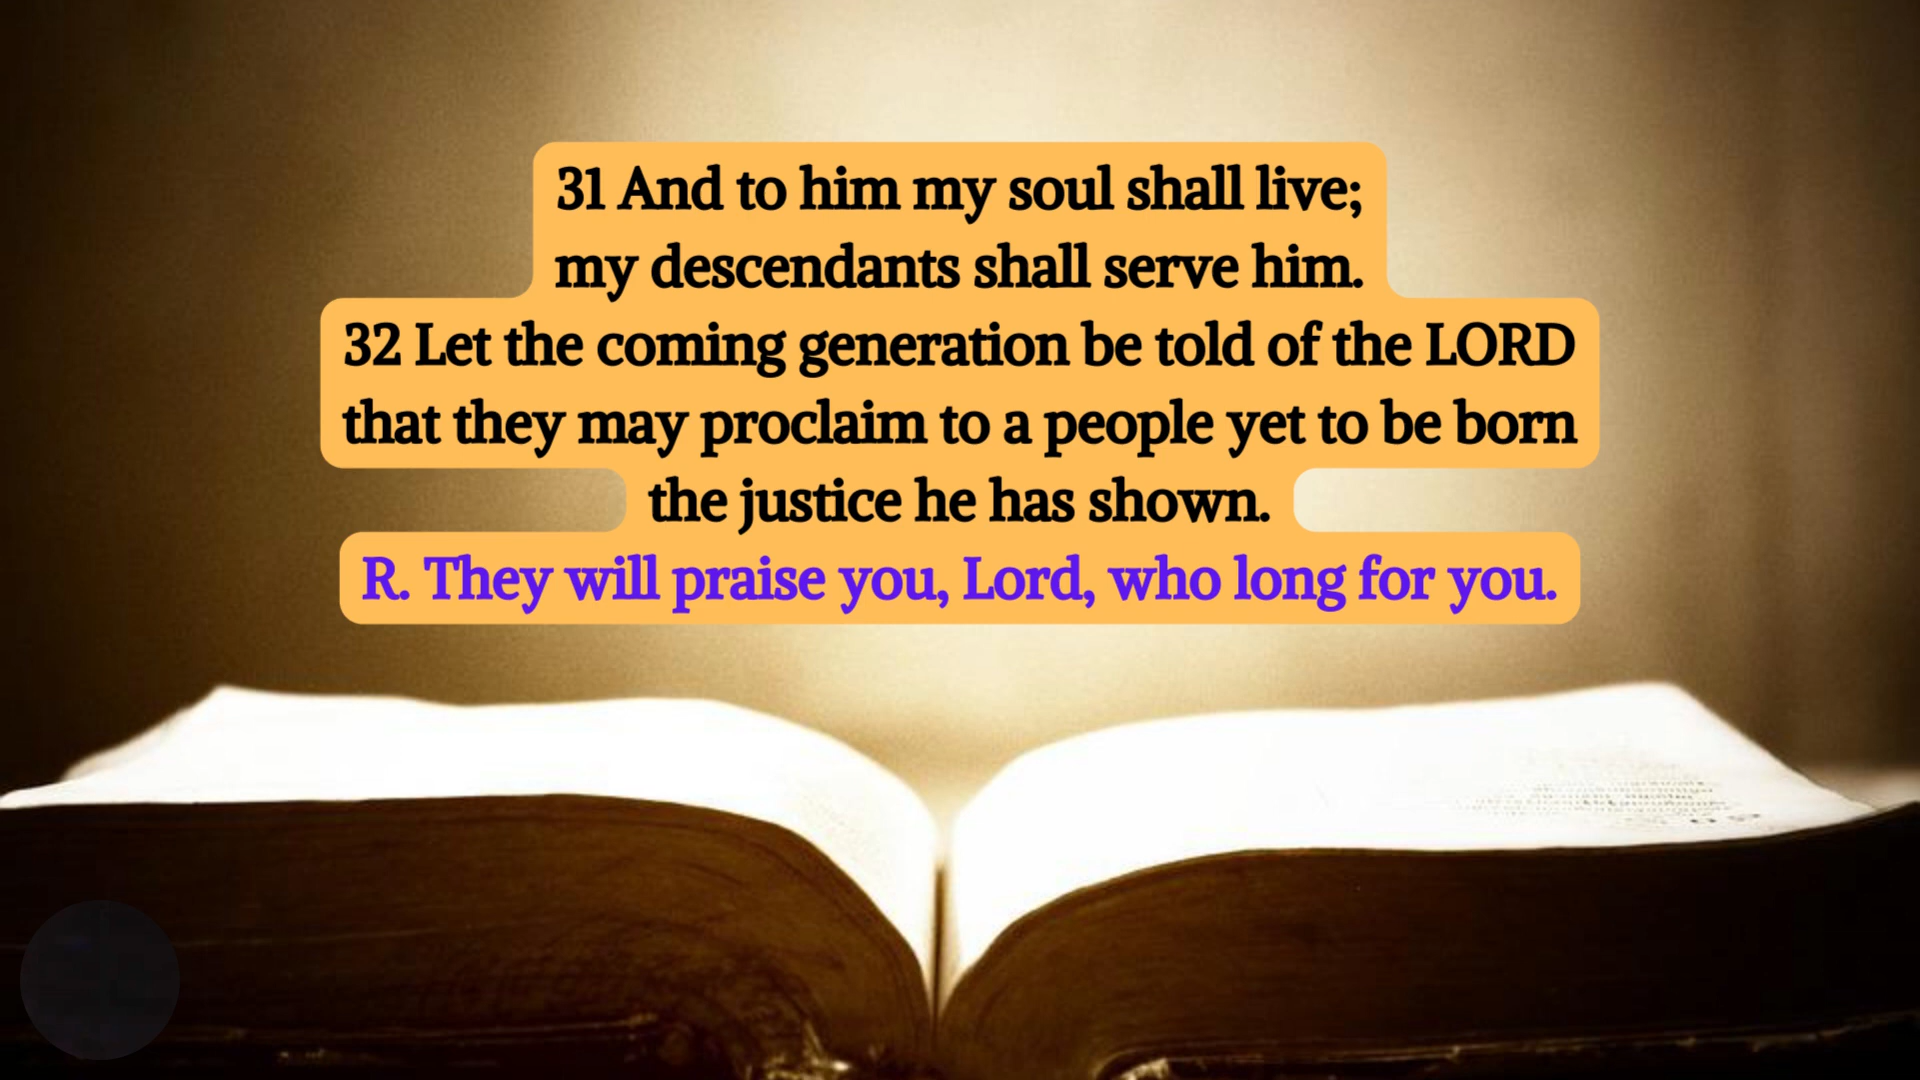 31 And to him my soul shall live;
my descendants shall serve him.
32 Let the coming generation be told of the LORD
that they may proclaim to a people yet to be born
the justice he has shown.
R. They will praise you, Lord, who long for you.